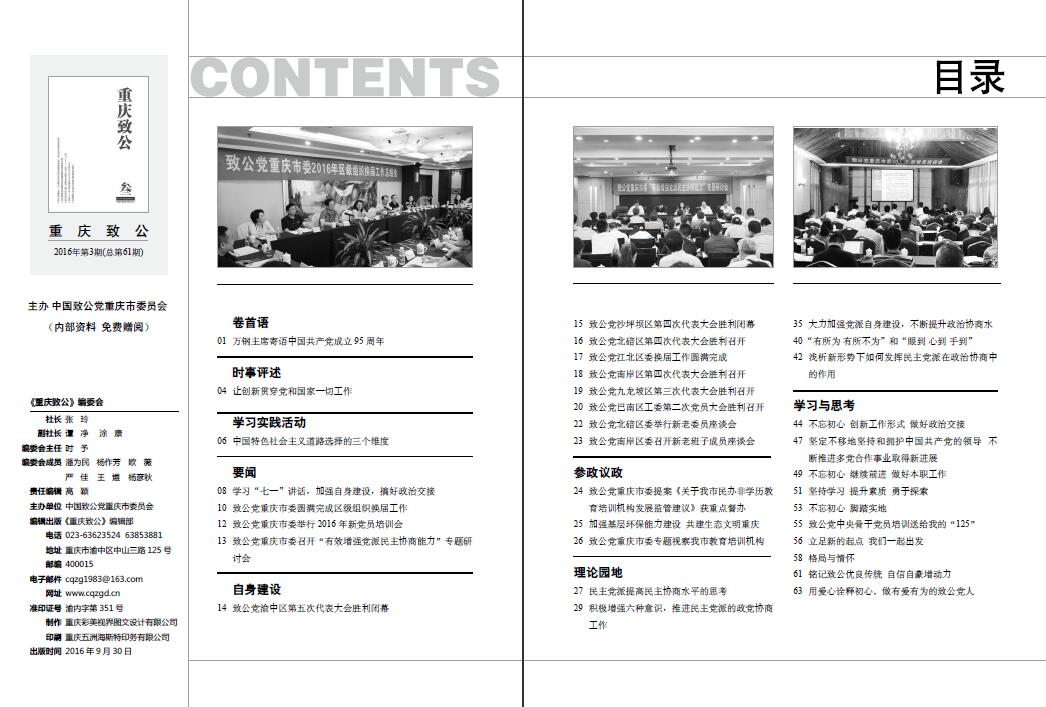 重庆致公
叁
重庆致公
2016年第3期(总第61期)
主办 中国致公党重庆市委员会
（内部资料 免费赠阅）
《重庆致公》编委会
社长 张 玲
副社长 谭 净 涂 康
编委会主任 时 予
编委会成员 潘为民 杨作芳 欧 薇
严 佳 王 煜 杨彦秋
责任编辑 高 颖
主办单位 中国致公党重庆市委员会
编辑出版《重庆致公》编辑部
电话 023-63623524 63853881
地址 重庆市渝中区中山三路 125 号
邮编 400015
电子邮件 cqzg1983@163.com
网址 www.cqzgd.cn
准印证号 渝内字第 351 号
制作 重庆彩美视界图文设计有限公司
印刷 重庆五洲海斯特印务有限公司
出版时间 2016 年 9 月 30 日
CONTENTS
致公党重庆市委2016年区级组织换届工作总结会
卷首语
01 万钢主席寄语中国共产党成立 95 周年
时事评述
04 让创新贯穿党和国家一切工作
学习实践活动
06 中国特色社会主义道路选择的三个维度
要闻
08 学习“七一”讲话，加强自身建设，搞好政治交接
10 致公党重庆市委圆满完成区级组织换届工作
12 致公党重庆市委举行 2016 年新党员培训会
13 致公党重庆市委召开“有效增强党派民主协商能力”专题研
讨会
自身建设
14 致公党渝中区第五次代表大会胜利闭幕
目录
致公党重庆市委“有效增强党派民主协商能力”专题研讨会
15 致公党沙坪坝区第四次代表大会胜利闭幕
16 致公党北碚区第四次代表大会胜利召开
17 致公党江北区委换届工作圆满完成
18 致公党南岸区第四次代表大会胜利召开
19 致公党九龙坡区第三次代表大会胜利召开
20 致公党巴南区工委第二次党员大会胜利召开
22 致公党北碚区委举行新老委员座谈会
23 致公党南岸区委召开新老班子成员座谈会
参政议政
24 致公党重庆市委提案《关于我市民办非学历教
育培训机构发展监管建议》获重点督办
25 加强基层环保能力建设 共建生态文明重庆
26 致公党重庆市委专题视察我市教育培训机构
理论园地
27 民主党派提高民主协商水平的思考
29 积极增强六种意识，推进民主党派的政党协商
工作
35 大力加强党派自身建设，不断提升政治协商水
40 “有所为 有所不为”和“眼到 心到 手到”
42 浅析新形势下如何发挥民主党派在政治协商中
的作用
学习与思考
44 不忘初心 创新工作形式 做好政治交接
47 坚定不移地坚持和拥护中国共产党的领导 不
断推进多党合作事业取得新进展
49 不忘初心 继续前进 做好本职工作
51 坚持学习 提升素质 勇于探索
53 不忘初心 脚踏实地
55 致公党中央骨干党员培训送给我的“125”
56 立足新的起点 我们一起出发
58 格局与情怀
61 铭记致公优良传统 自信自豪增动力
63 用爱心诠释初心，做有爱有为的致公党人